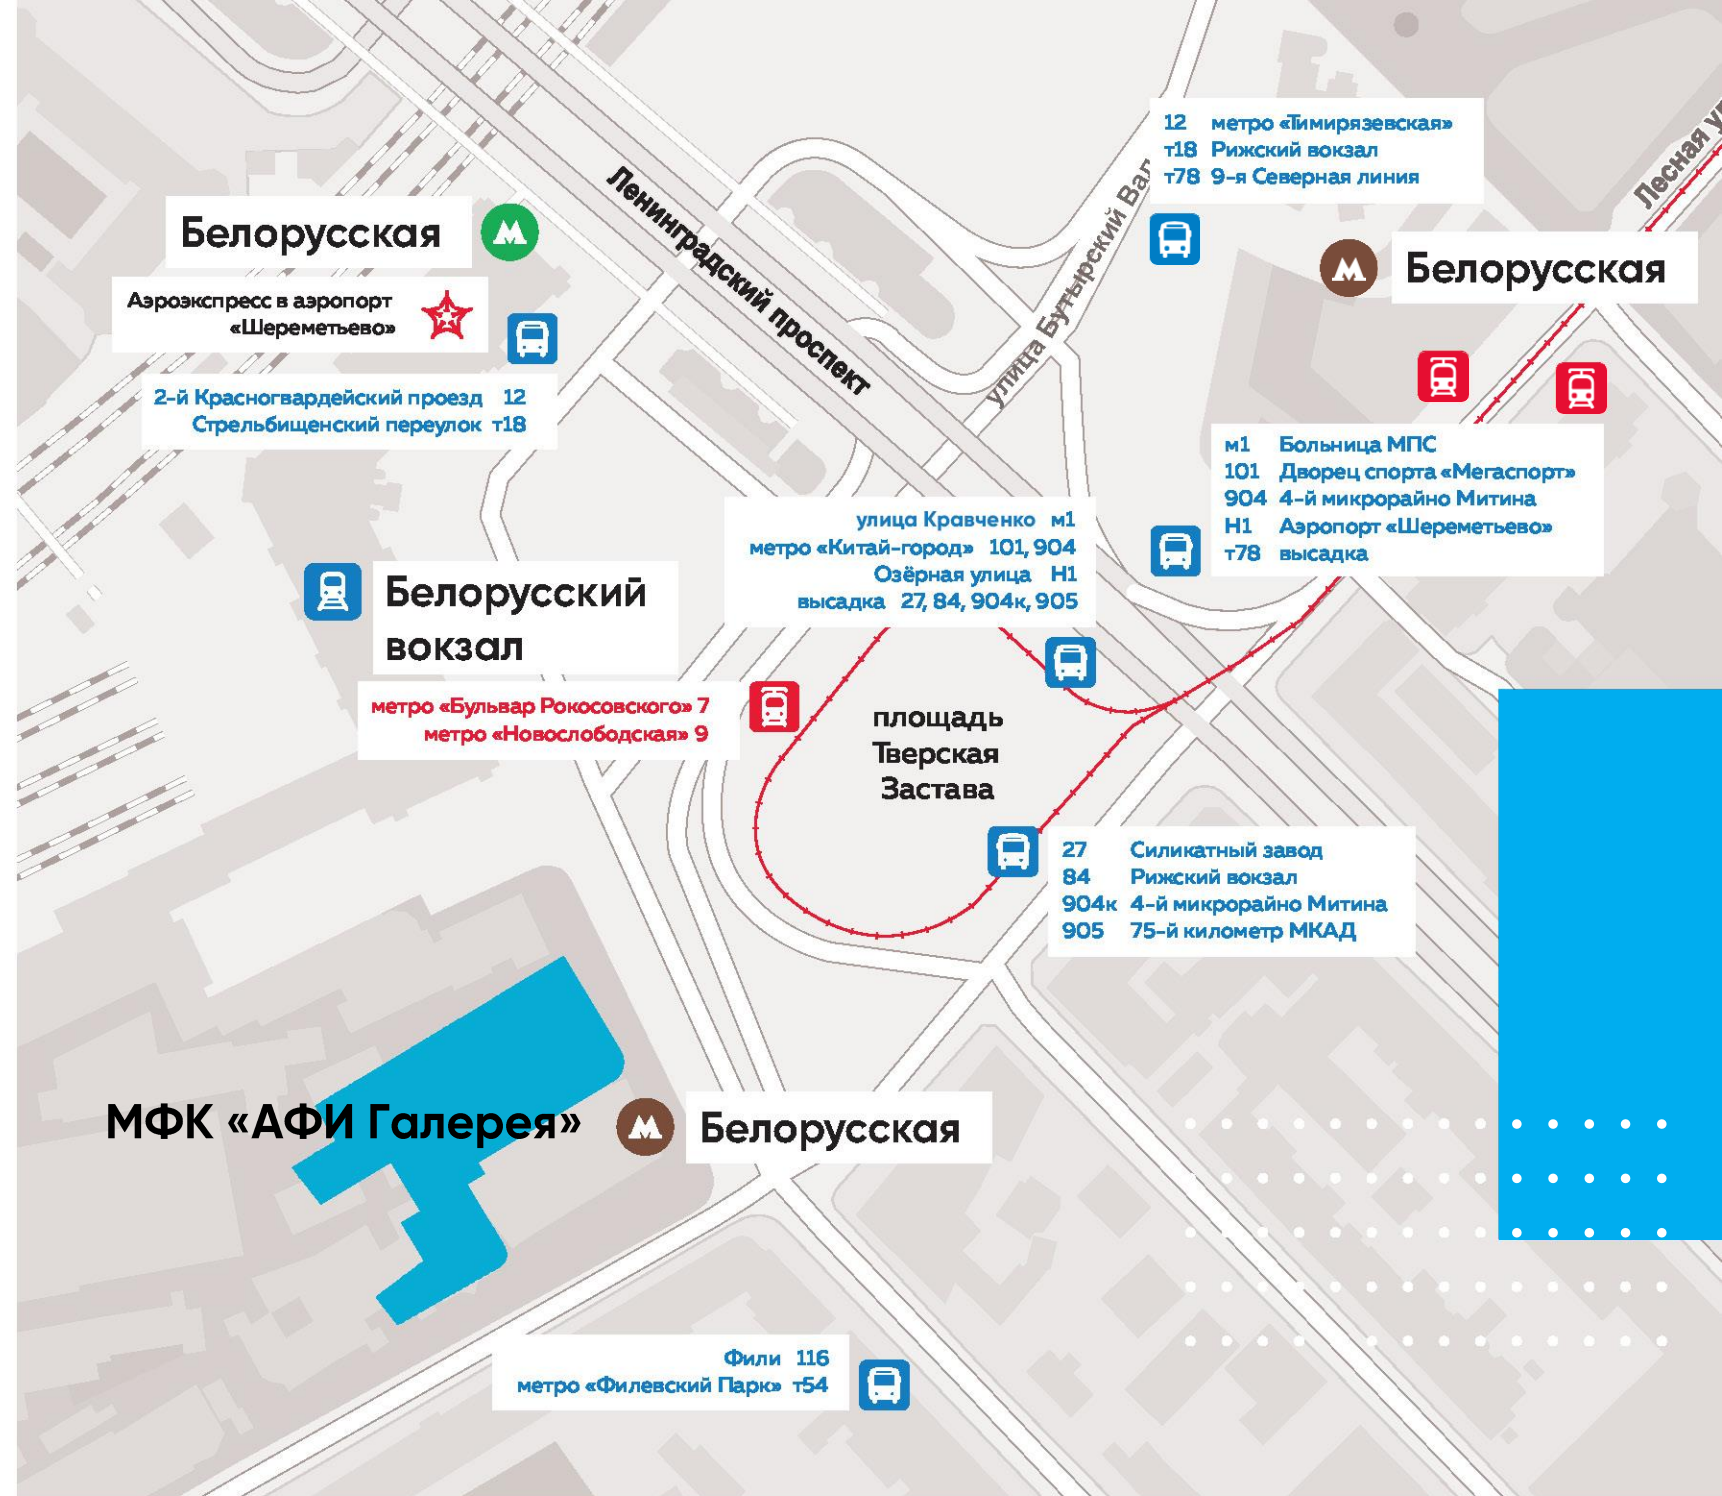 12 метро «Тимирязевская»
т18 Рижский вокзал
т78 9-я Северная линия
Лесная
Ленинградский проспект
улица Бутырский Вал
Белорусская
М
Аэроэкспресс в аэропорт
«Шереметьево»
2-й Красногвардейский проезд 12
Стрельбищенский переулок т18
М
Белорусская
м1 Больница МПС
101 Дворец спорта «Мегаспорт»
904 4-й микрорайно Митина
Н1 Аэропорт «Шереметьево»
т78 высадка
улица Кравченко м1
метро «Китай-город» 101, 904
Озёрная улица Н1
высадка 27, 84, 904к, 905
Белорусский
вокзал
метро «Бульвар Рокосовского» 7
метро «Новослободская» 9
площадь
Тверская
Застава
27 Силикатный завод
84 Рижский вокзал
904к 4-й микрорайно Митина
905 75-й километр МКАД
МФК «АФИ Галерея»
М
Белорусская
Фили 116
метро «Филевский Парк» т54